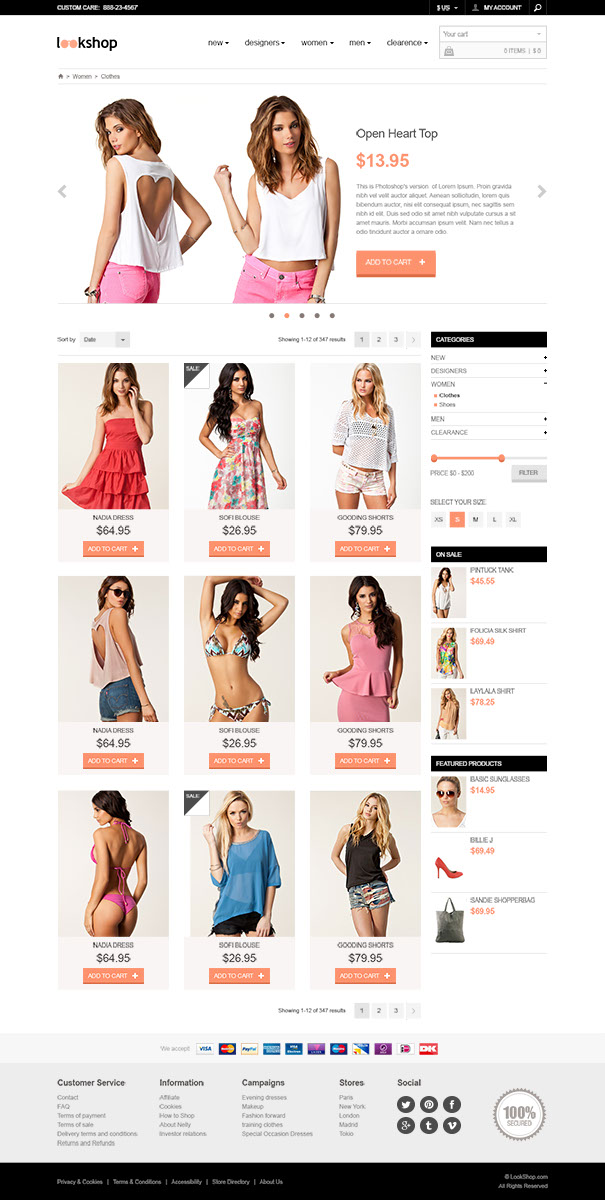 CUSTOM CARE: 888-23-4567
$ US
MY ACCOUNT
lookshop
new
designers
women
men
clearence
Your cart
0 ITEMS | $ 0
> Women > Clothes
Open Heart Top
$13.95
This is Photoshop's version of Lorem Ipsum. Proin gravida
nibh vel velit auctor aliquet. Aenean sollicitudin, lorem quis
bibendum auctor, nisi elit consequat ipsum, nec sagittis sem
nibh id elit. Duis sed odio sit amet nibh vulputate cursus a sit
amet mauris. Morbi accumsan ipsum velit. Nam nec tellus a
odio tincidunt auctor a ornare odio.
ADD TO CART +
Sort by
Date
Showing 1-12 of 347 results
1 2 3
SALE
NADIA DRESS
$64.95
ADD TO CART +
SOFI BLOUSE
$26.95
ADD TO CART +
GOODING SHORTS
$79.95
ADD TO CART +
NADIA DRESS
$64.95
ADD TO CART +
SOFI BLOUSE
$26.95
ADD TO CART +
GOODING SHORTS
$79.95
ADD TO CART +
SALE
NADIA DRESS
$64.95
ADD TO CART +
SOFI BLOUSE
$26.95
ADD TO CART +
GOODING SHORTS
$79.95
ADD TO CART +
Showing 1-12 of 347 results
1 2 3
CATEGORIES
NEW +
DESIGNERS +
WOMEN -
Clothes
Shoes
MEN +
CLEARANCE +
PRICE $0 - $200
FILTER
SELECT YOUR SIZE
XS S M L XL
ON SALE
PINTUCK TANK
$45.55
FOLICIA SILK SHIRT
$69.49
LAYLALA SHIRT
$78.25
FEATURED PRODUCTS
BASIC SUNGLASSES
$14.95
BILLIE J
$69.49
SANDIE SHOPPERBAG
$69.95
We accept
VISA
PayPal
Customer Service
Contact
FAQ
Terms of payment
Terms of sale
Delivery terms and conditions
Returns and Refunds
Information
Affiliate
Cookies
How to Shop
About Nelly
Investor relations
Campaigns
Evening dresses
Makeup
Fashion forward
training clothes
Special Occasion Dresses
Stores
Paris
New York
London
Madrid
Tokio
Social
100%
SECURED
Privacy & Cookies | Terms & Conditions | Accessibility | Store Directory | About Us
© LookShop.com
All Rights Reserved